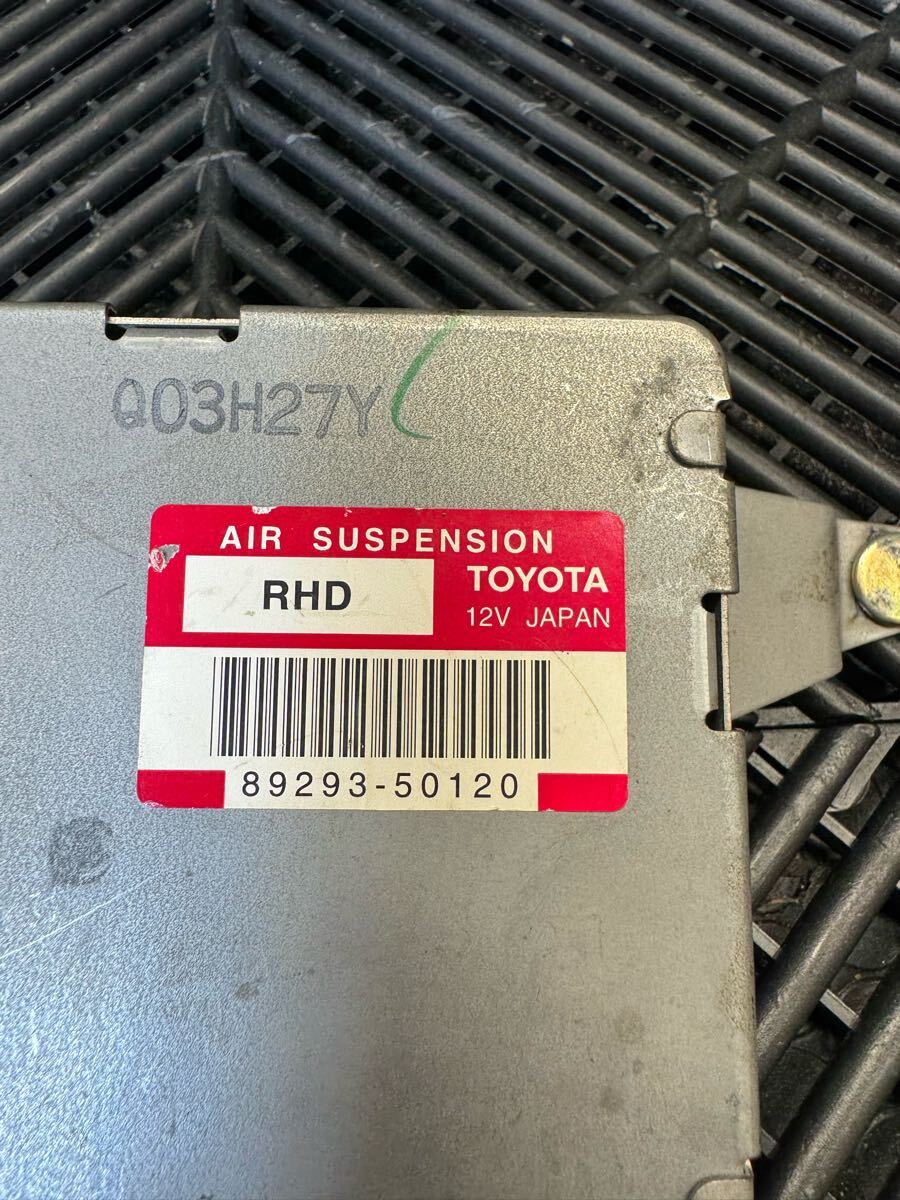 Q03H27Y
AIR SUSPENSION
RHD
TOYOTA
12V JAPAN
89293-50120